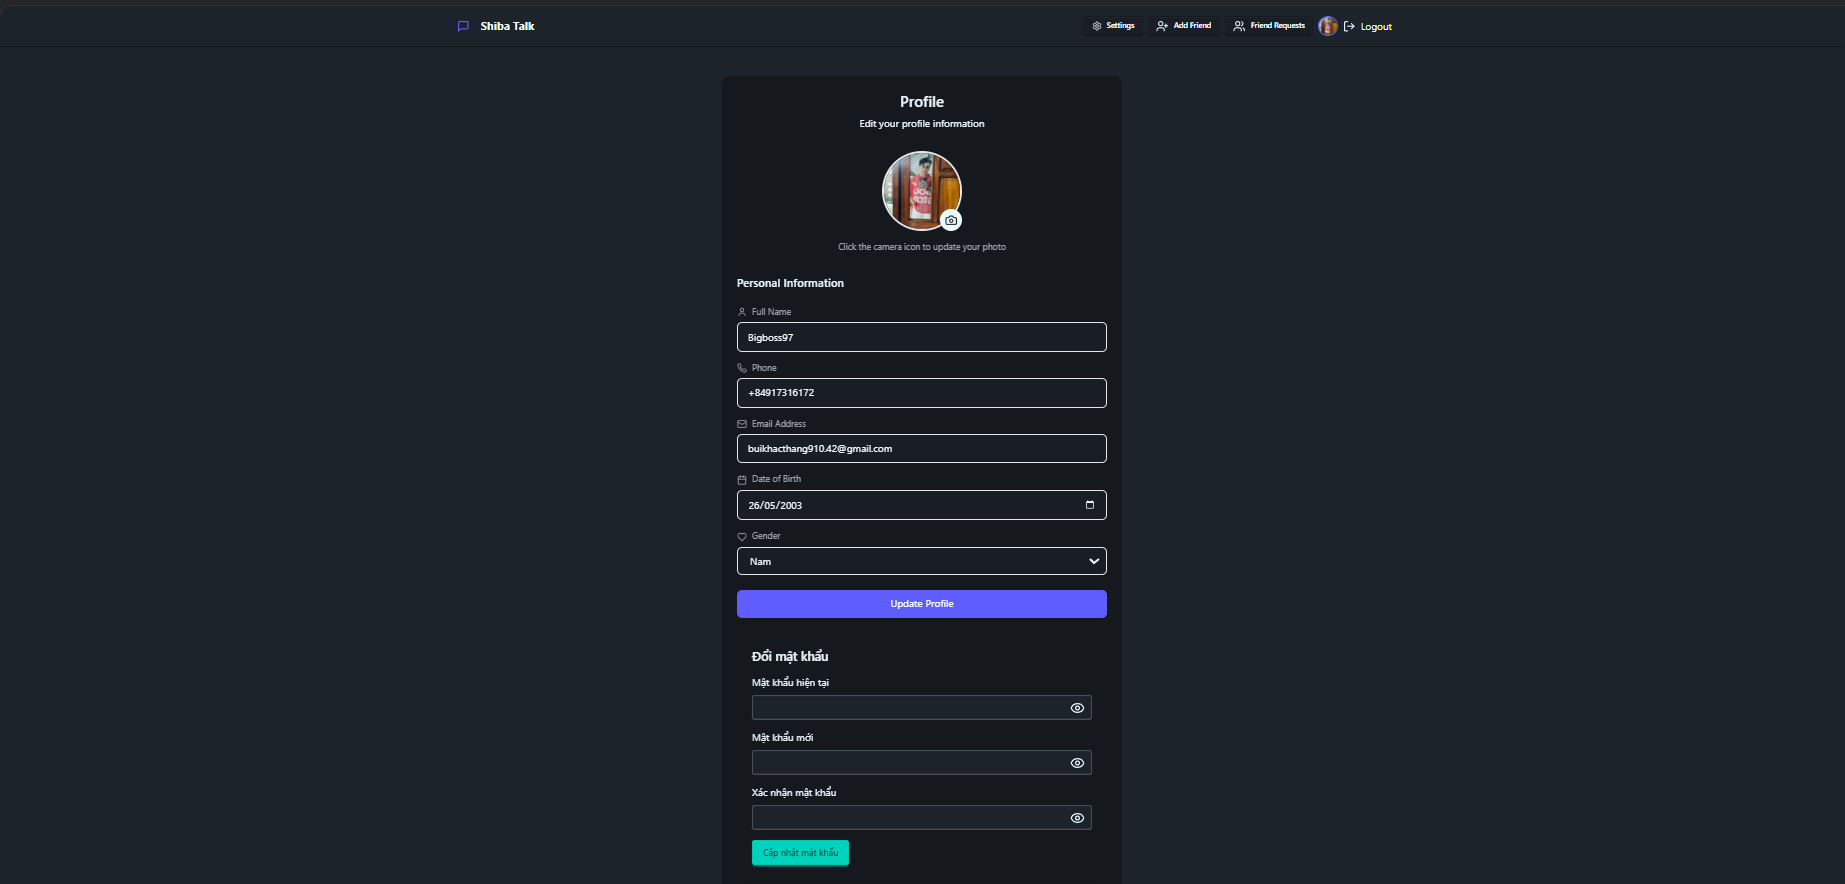 Shiba Talk
Settings
Add Friend
Friend Requests
Logout
Profile
Edit your profile information
Click the camera icon to update your photo
Personal Information
Full Name
Bigboss97
Phone
+84917316172
Email Address
buikhacthang910.42@gmail.com
Date of Birth
26/05/2003
Gender
Nam
Update Profile
Đổi mật khẩu
Mật khẩu hiện tại
Mật khẩu mới
Xác nhận mật khẩu
Cập nhật mật khẩu